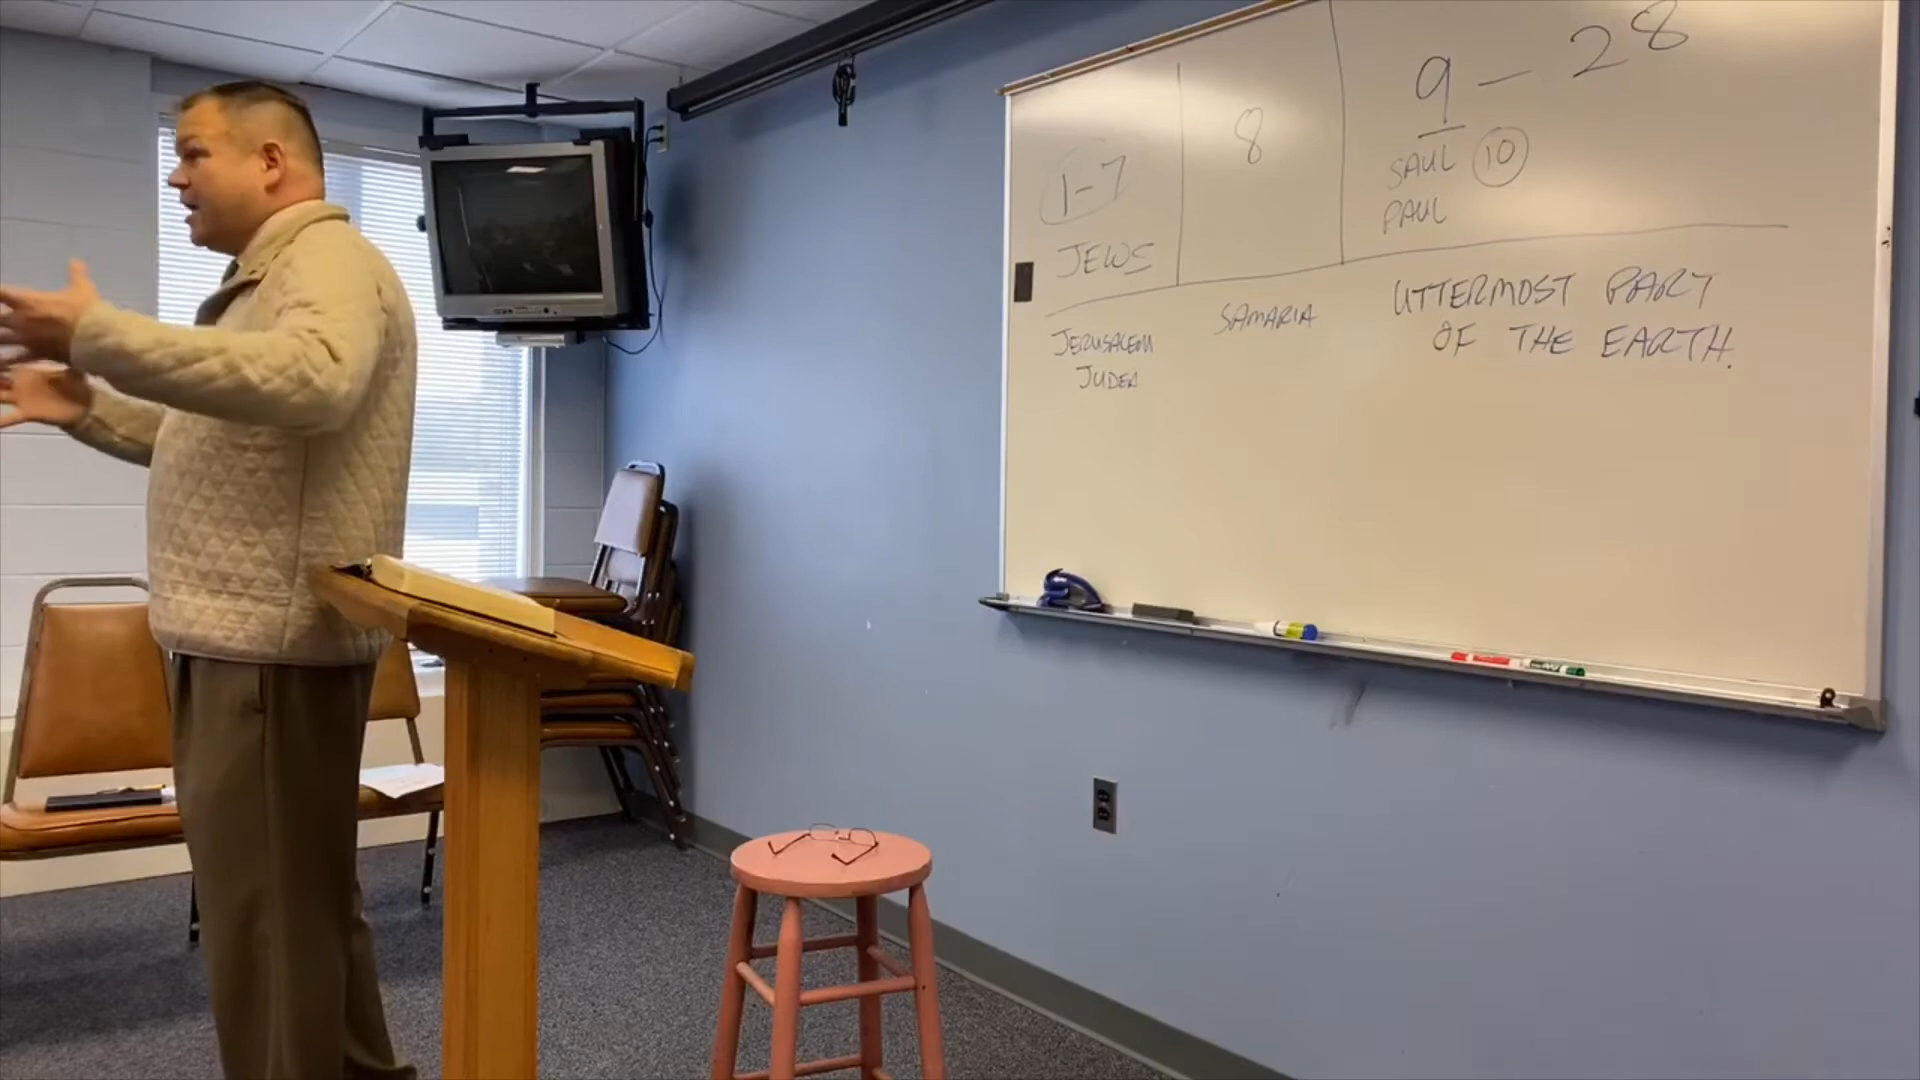 1-7
JEWS
8
9 - 28
SAUL 10
PAUL
JERUSALEM
JUDEA
SAMARIA
UTTERMOST PART
OF THE EARTH.